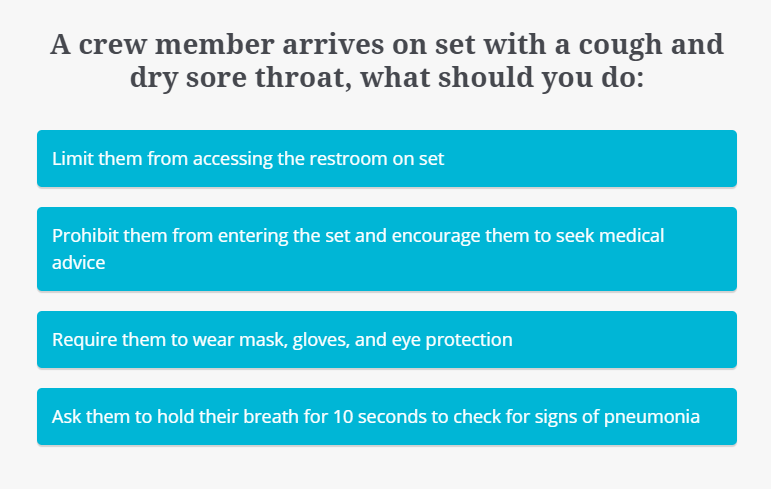 A crew member arrives on set with a cough and
dry sore throat, what should you do:
Limit them from accessing the restroom on set
Prohibit them from entering the set and encourage them to seek medical
advice
Require them to wear mask, gloves, and eye protection
Ask them to hold their breath for 10 seconds to check for signs of pneumonia